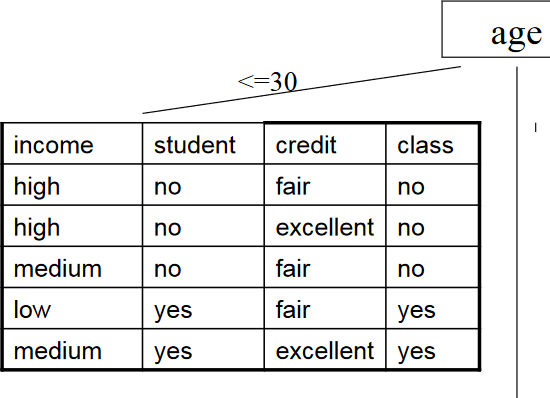 age
<=30
income student credit class
high no fair no
high no excellent no
medium no fair no
low yes fair yes
medium yes excellent yes